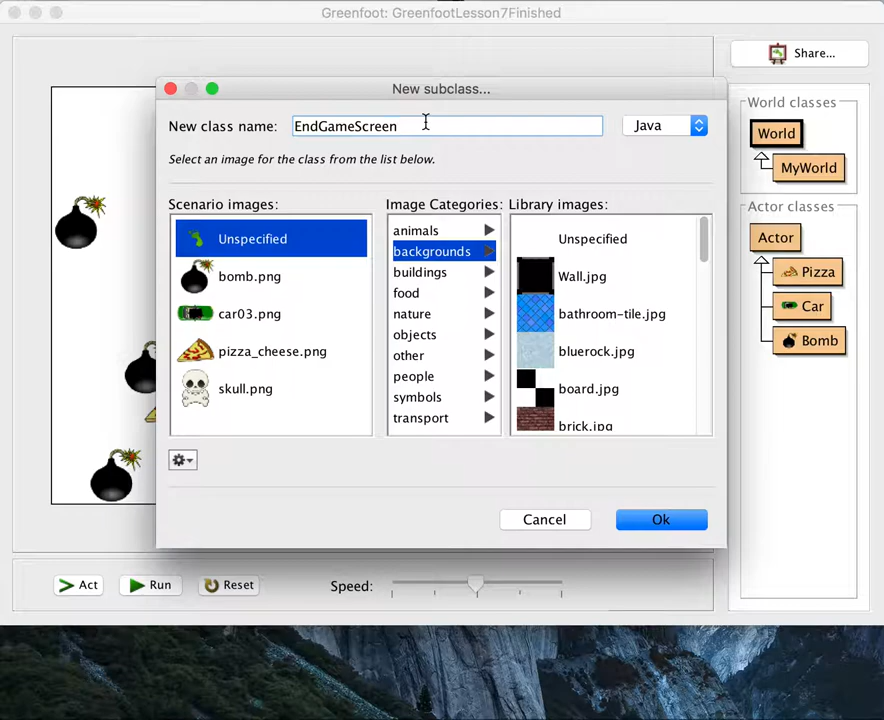 Greenfoot: GreenfootLesson7Finished
Share...
New subclass...
New class name: EndGameScreen Java
Select an image for the class from the list below.
Scenario images:
Unspecified
bomb.png
car03.png
pizza_cheese.png
skull.png
Image Categories:
animals
backgrounds
buildings
food
nature
objects
other
people
symbols
transport
Library images:
Unspecified
Wall.jpg
bathroom-tile.jpg
bluerock.jpg
board.jpg
brick.jpg
Cancel
Ok
World classes
World
MyWorld
Actor classes
Actor
Pizza
Car
Bomb
Act
Run
Reset
Speed: